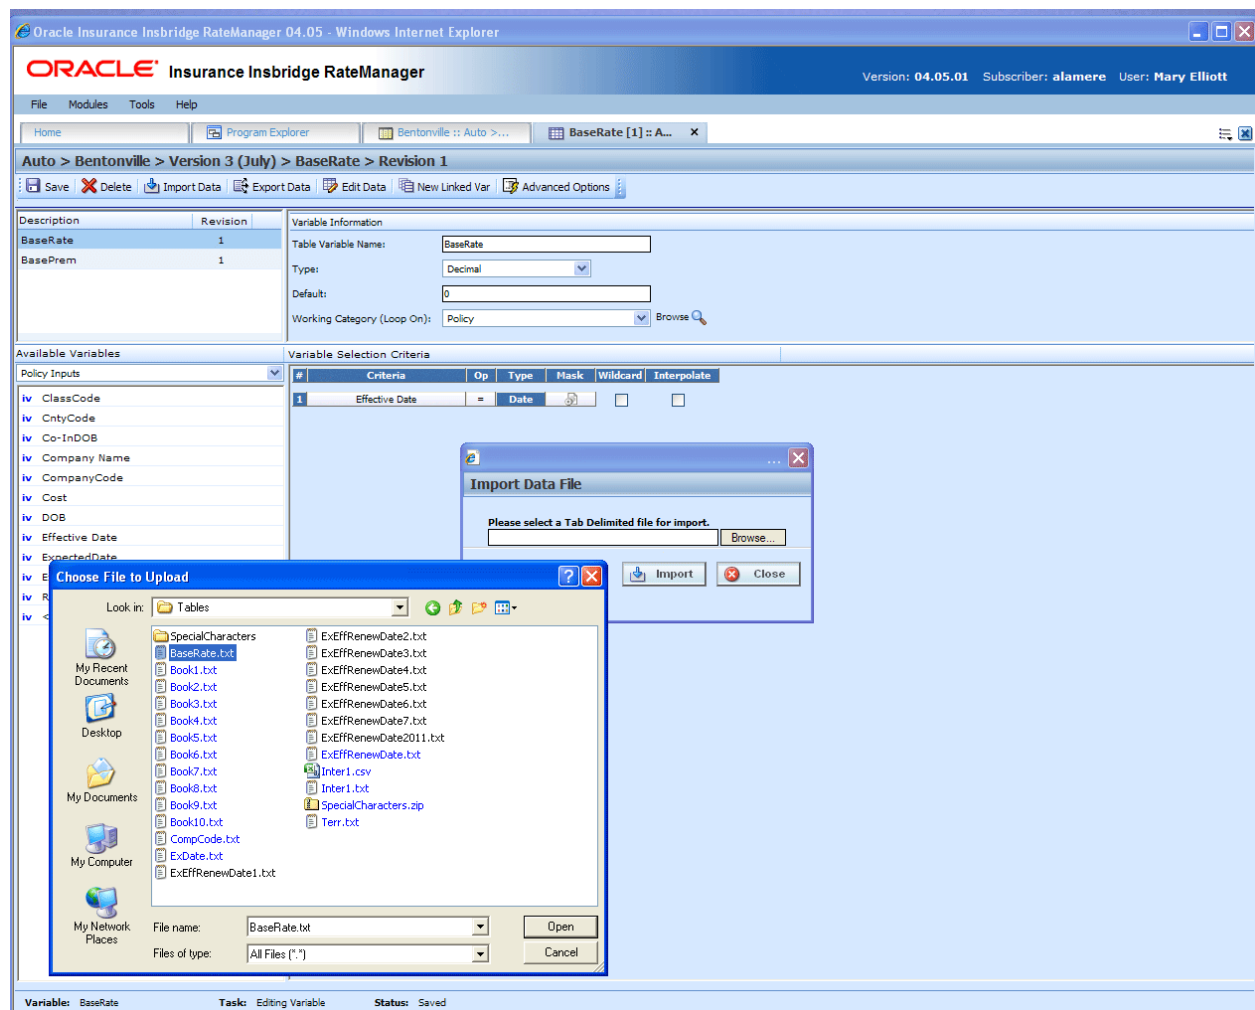 Oracle Insurance Insbridge RateManager 04.05 - Windows Internet Explorer
ORACLE Insurance Insbridge RateManager
Version: 04.05.01 Subscriber: alamere User: Mary Elliott
File Modules Tools Help
Home Program Explorer Bentonville :: Auto >... BaseRate [1] :: A... x
Auto > Bentonville > Version 3 (July) > BaseRate > Revision 1
Save Delete Import Data Export Data Edit Data New Linked Var Advanced Options
Description Revision
BaseRate 1
BasePrem 1
Variable Information
Table Variable Name: BaseRate
Type: Decimal
Default: 0
Working Category (Loop On): Policy Browse
Available Variables
Policy Inputs
iv ClassCode
iv CntyCode
iv Co-InDOB
iv Company Name
iv CompanyCode
iv Cost
iv DOB
iv Effective Date
iv ExpectedDate
iv E
iv R
iv <
Variable Selection Criteria
# Criteria Op Type Mask Wildcard Interpolate
1 Effective Date = Date
...
Import Data File
Please select a Tab Delimited file for import.
Browse...
Import Close
Choose File to Upload
Look in: Tables
My Recent Documents
Desktop
My Documents
My Computer
My Network Places
SpecialCharacters
BaseRate.txt
Book1.txt
Book2.txt
Book3.txt
Book4.txt
Book5.txt
Book6.txt
Book7.txt
Book8.txt
Book9.txt
Book10.txt
CompCode.txt
ExDate.txt
ExEffRenewDate1.txt
ExEffRenewDate2.txt
ExEffRenewDate3.txt
ExEffRenewDate4.txt
ExEffRenewDate5.txt
ExEffRenewDate6.txt
ExEffRenewDate7.txt
ExEffRenewDate2011.txt
ExEffRenewDate.txt
Inter1.csv
Inter1.txt
SpecialCharacters.zip
Terr.txt
File name: BaseRate.txt Open
Files of type: All Files (*.*) Cancel
Variable: BaseRate Task: Editing Variable Status: Saved